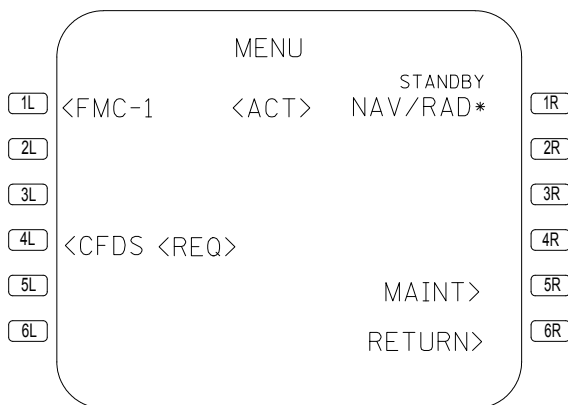 MENU
STANDBY
1L <FMC-1 <ACT> NAV/RAD* 1R
2L 2R
3L 3R
4L <CFDS <REQ> 4R
5L MAINT> 5R
6L RETURN> 6R